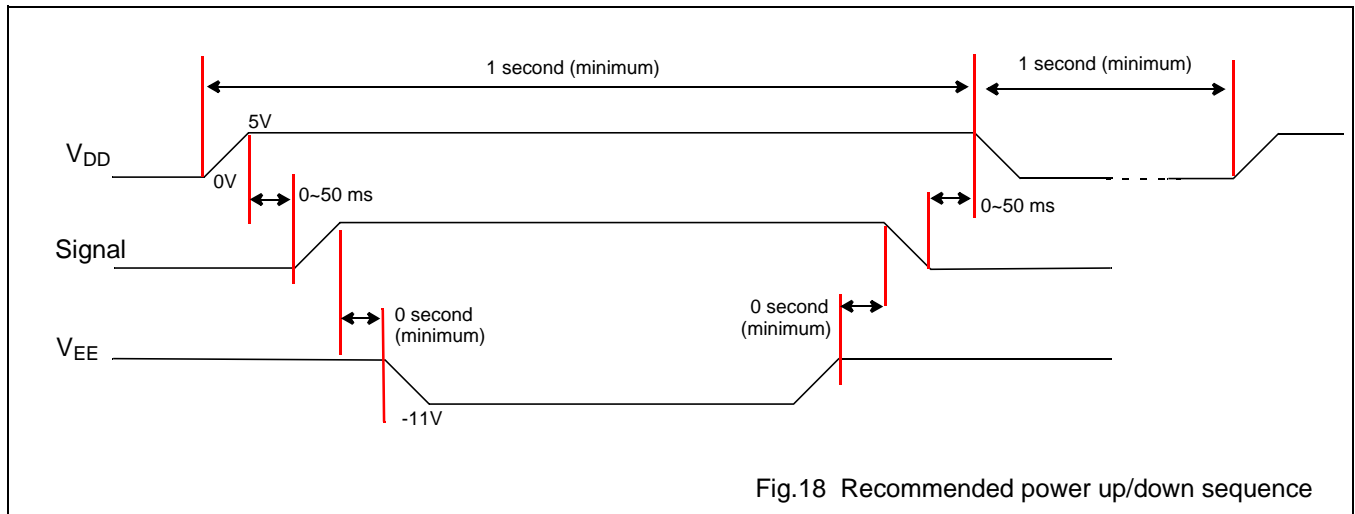 1 second (minimum)
1 second (minimum)
5V
VDD
0V
0~50 ms
0~50 ms
Signal
0 second
(minimum)
0 second
(minimum)
VEE
-11V
Fig.18 Recommended power up/down sequence